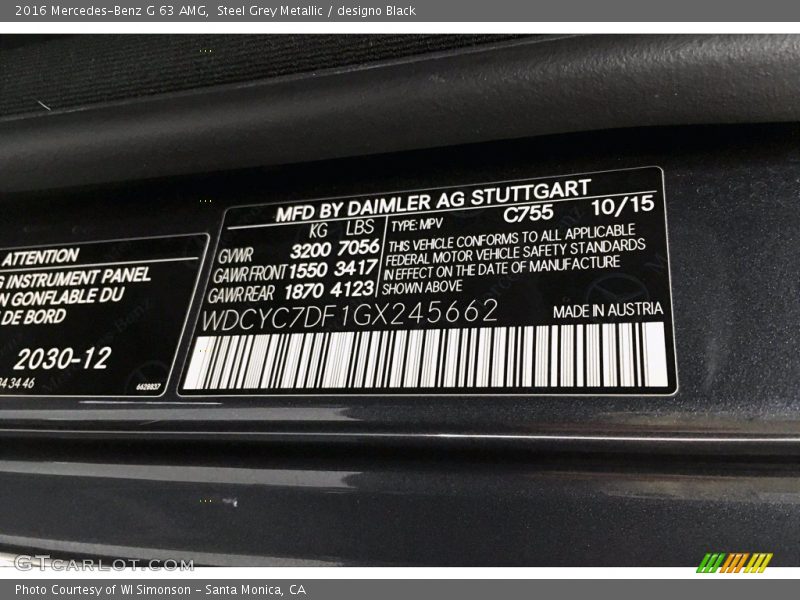 2016 Mercedes-Benz G 63 AMG, Steel Grey Metallic / designo Black
ATTENTION
INSTRUMENT PANEL
GONFLABLE DU
DE BORD
2030-12
6628837
MFD BY DAIMLER AG STUTTGART
KG LBS
GVWR 3200 7056
GAWR FRONT 1550 3417
GAWR REAR 1870 4123
TYPE: MPV C755 10/15
THIS VEHICLE CONFORMS TO ALL APPLICABLE
FEDERAL MOTOR VEHICLE SAFETY STANDARDS
IN EFFECT ON THE DATE OF MANUFACTURE
SHOWN ABOVE
WDCYC7DF1GX245662
MADE IN AUSTRIA
GTCARLOT.COM
Photo Courtesy of WI Simonson - Santa Monica, CA